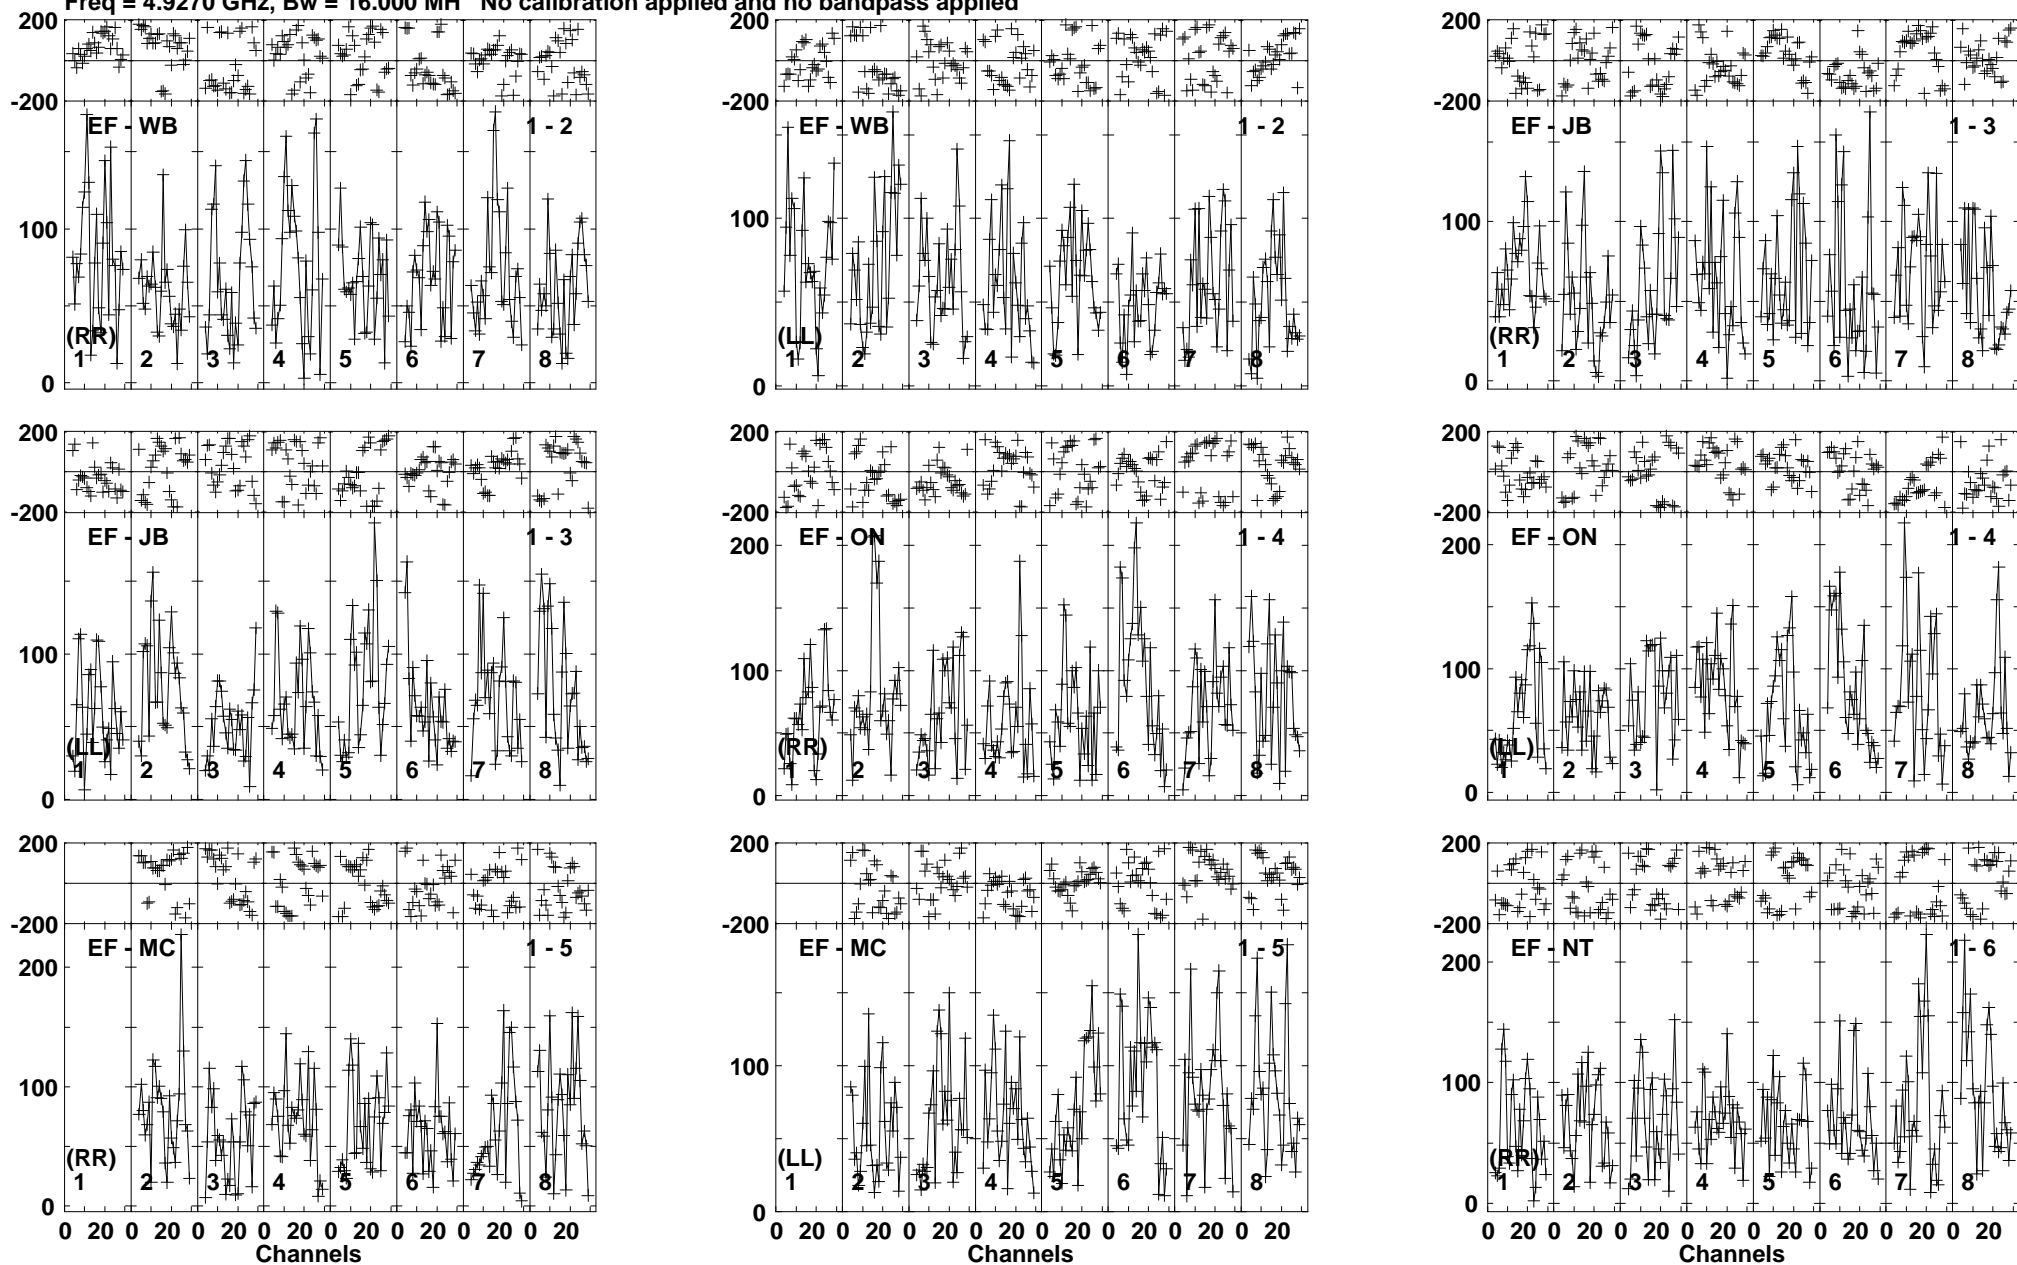 Freq = 4.9270 GHz, Bw = 16.000 MH No calibration applied and no bandpass applied
200 200 200
-200 -200 -200
EF - WB 1 - 2 EF - WB 1 - 2 EF - JB 1 - 3
100 100 100
(RR) (LL) (RR)
1 2 3 4 5 6 7 8 1 2 3 4 5 6 7 8 1 2 3 4 5 6 7 8
0 0 0
200 200 200
-200 -200 -200
EF - JB 1 - 3 EF - ON 1 - 4 EF - ON 1 - 4
200 200
100 100 100
(LL) (RR) (LL)
1 2 3 4 5 6 7 8 1 2 3 4 5 6 7 8 1 2 3 4 5 6 7 8
0 0 0
200 200 200
-200 -200 -200
EF - MC 1 - 5 EF - MC 1 - 5 EF - NT 1 - 6
200 200
100 100 100
(RR) (LL) (RR)
1 2 3 4 5 6 7 8 1 2 3 4 5 6 7 8 1 2 3 4 5 6 7 8
0 0 0
0 20 0 20 0 20 0 20 0 20 0 20 0 20 0 20 0 20 0 20 0 20 0 20 0 20 0 20 0 20 0 20 0 20 0 20 0 20 0 20 0 20 0 20 0 20 0 20
Channels Channels Channels